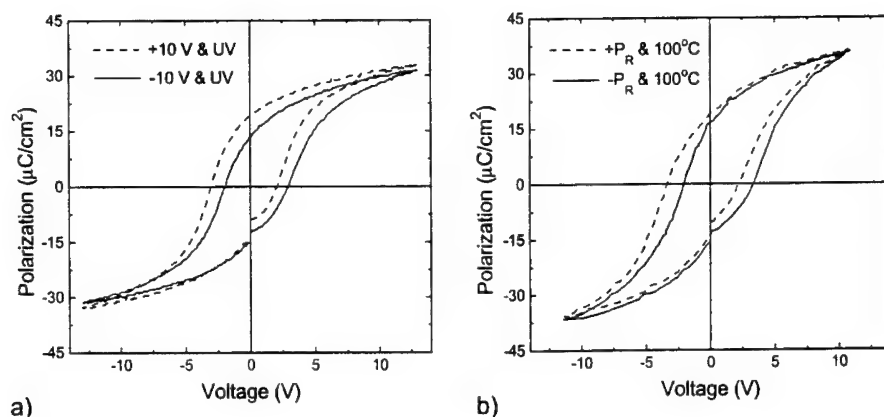 45
30
15
0
-15
-30
-45
+10 V & UV
-10 V & UV
Polarization (μC/cm²)
-10
-5
0
5
10
Voltage (V)
a)
45
30
15
0
-15
-30
-45
+P_R & 100°C
-P_R & 100°C
Polarization (μC/cm²)
-10
-5
0
5
10
Voltage (V)
b)